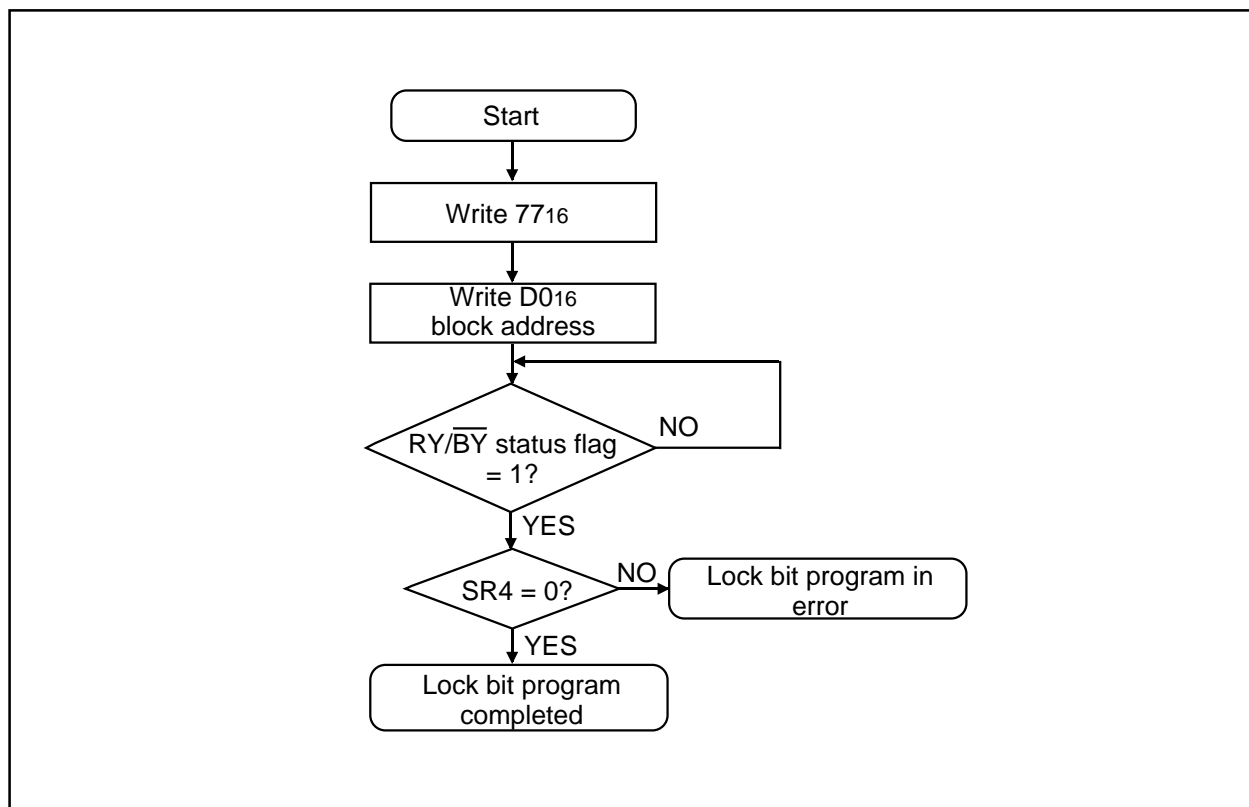 Start
Write 7716
Write D016
block address
RY/B̅Y̅ status flag
= 1?
NO
YES
SR4 = 0?
NO
Lock bit program in
error
YES
Lock bit program
completed